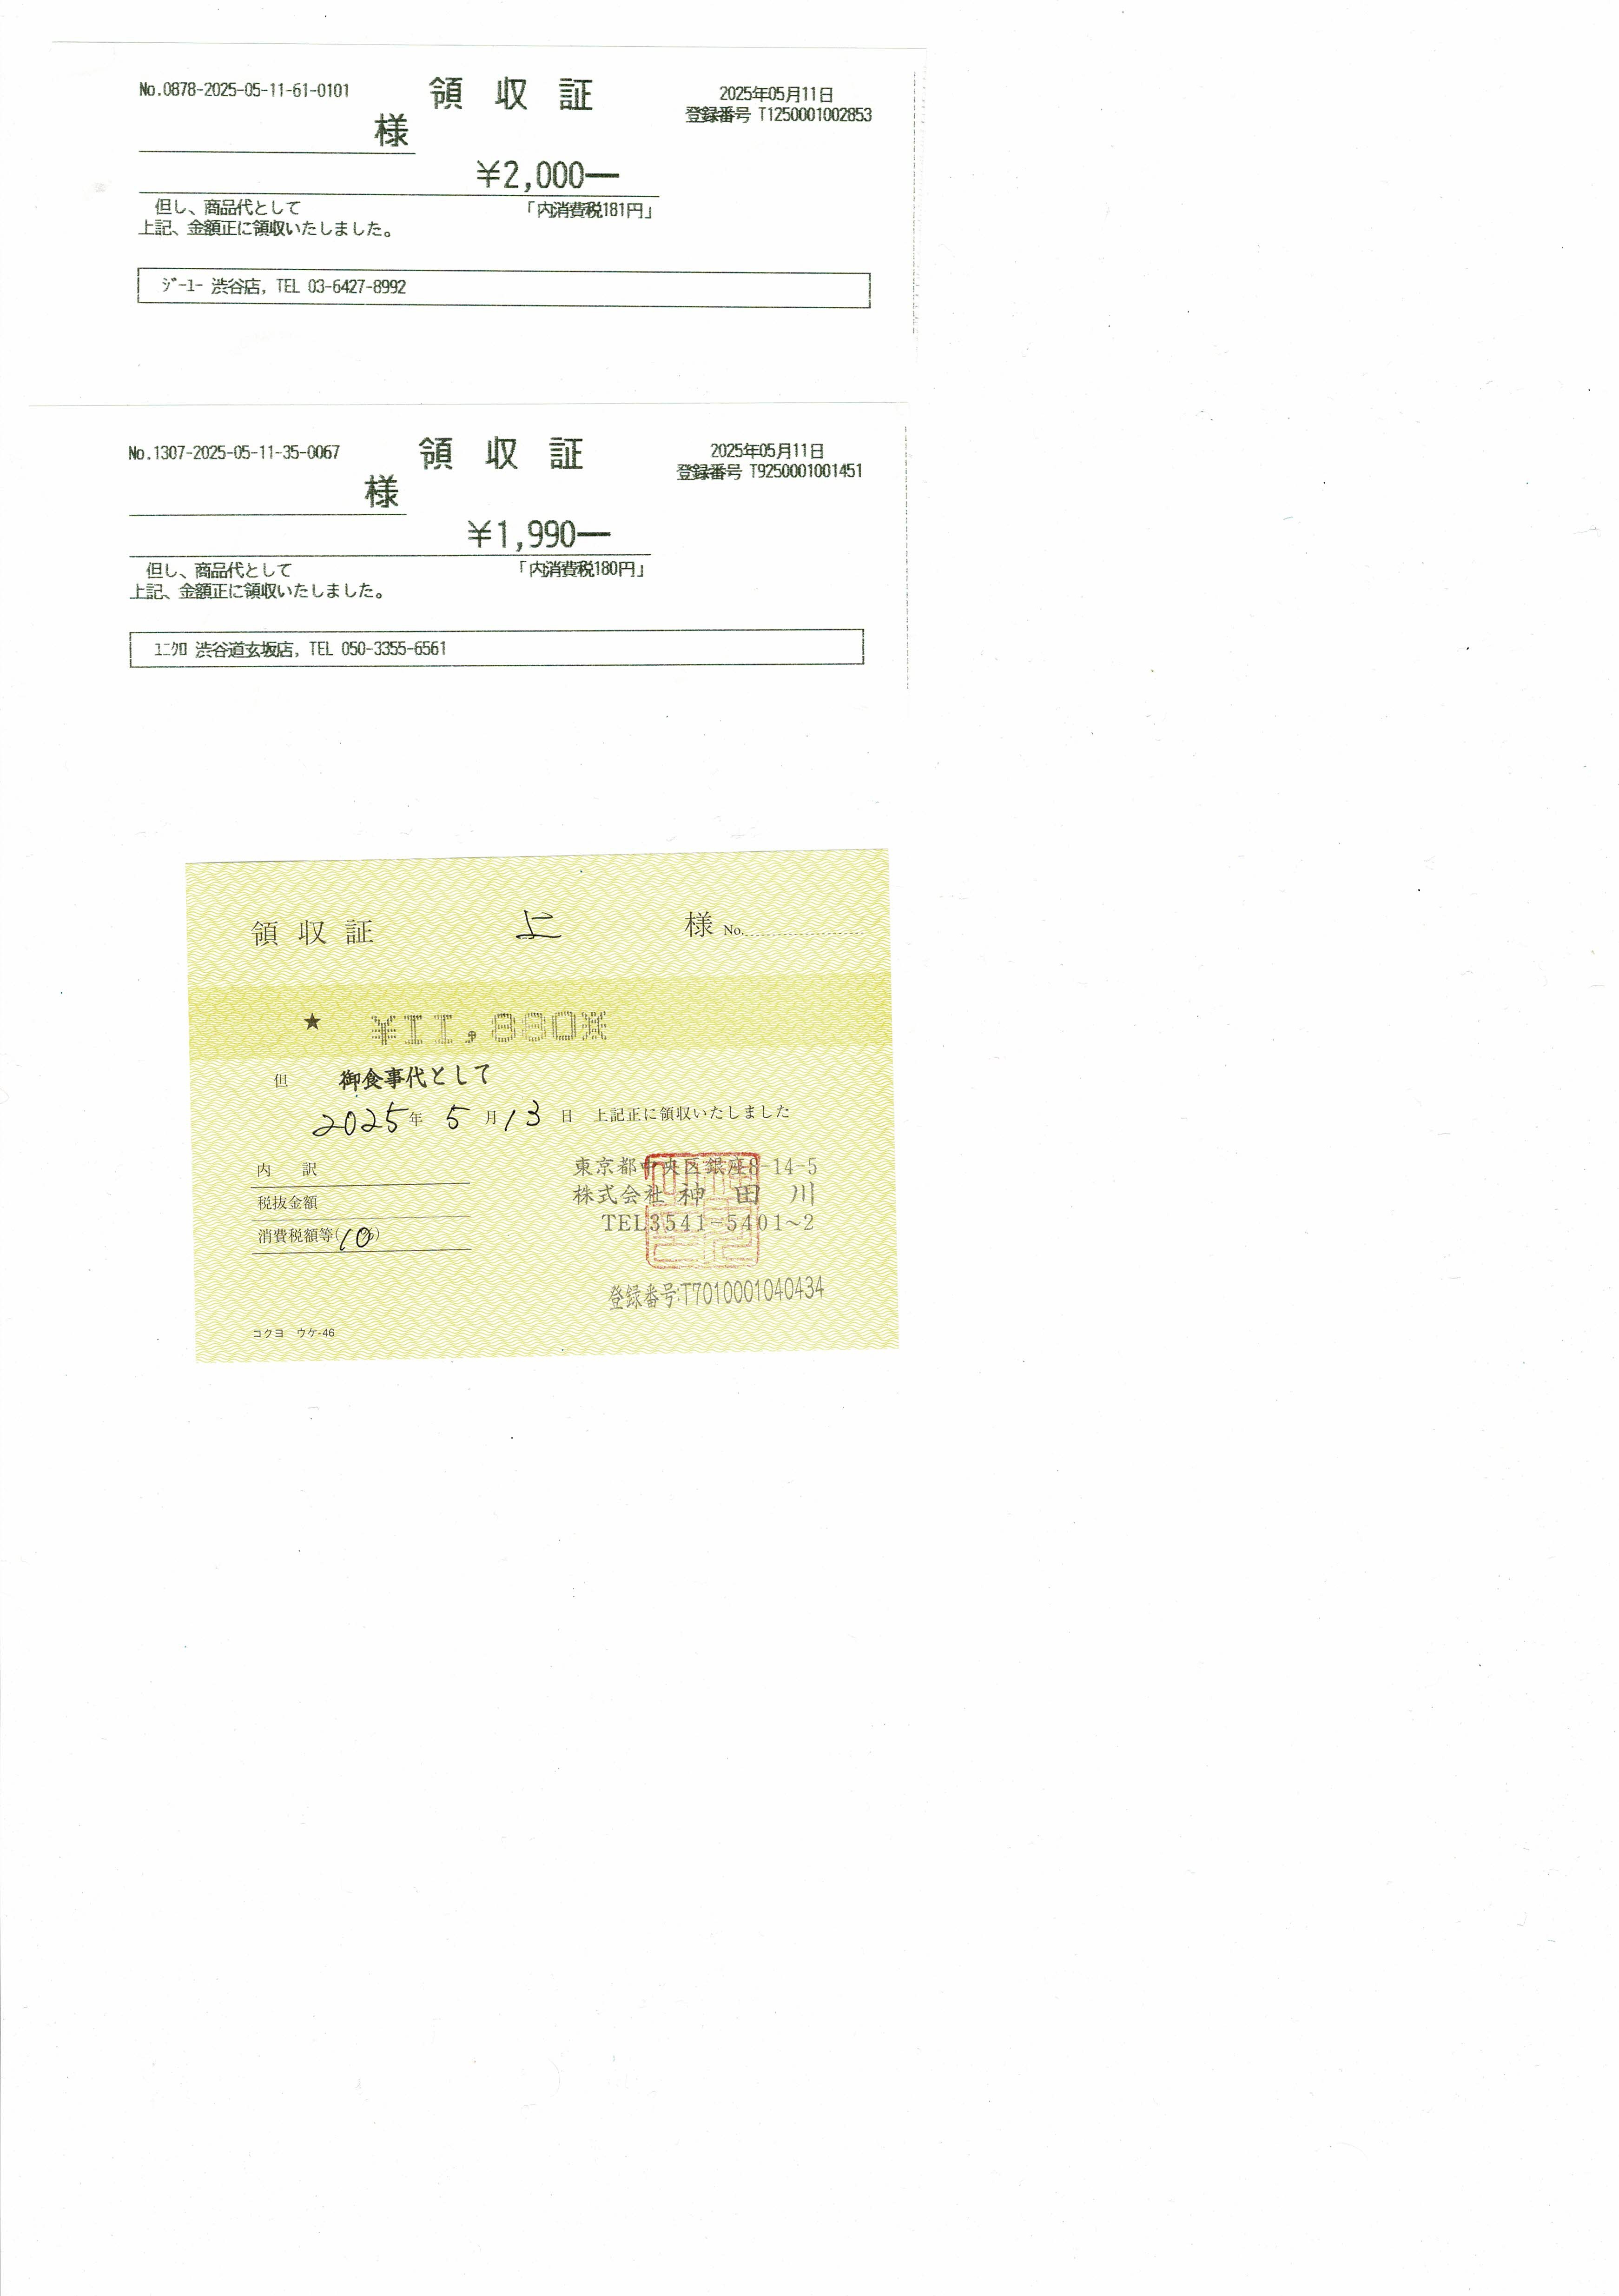 No.0878-2025-05-11-61-0101
領収証
2025年05月11日
登録番号 T1250001002853
様
¥2,000—
但し、商品代として
「内消費税181円」
上記、金額正に領収いたしました。
ｼﾞｰﾕｰ 渋谷店, TEL 03-6427-8992
No.1307-2025-05-11-35-0067
領収証
2025年05月11日
登録番号 T9250001001451
様
¥1,990—
但し、商品代として
「内消費税180円」
上記、金額正に領収いたしました。
ﾕﾆｸﾛ 渋谷道玄坂店, TEL 050-3355-6561
領収証 上 様 No.
★ ¥11,880※
但 御食事代として
2025年 5月13日 上記正に領収いたしました
内訳
税抜金額
消費税額等(10%)
東京都中央区銀座8-14-5
株式会社 神田川
TEL3541-5401~2
登録番号:T7010001040434
コクヨ ウケ-46